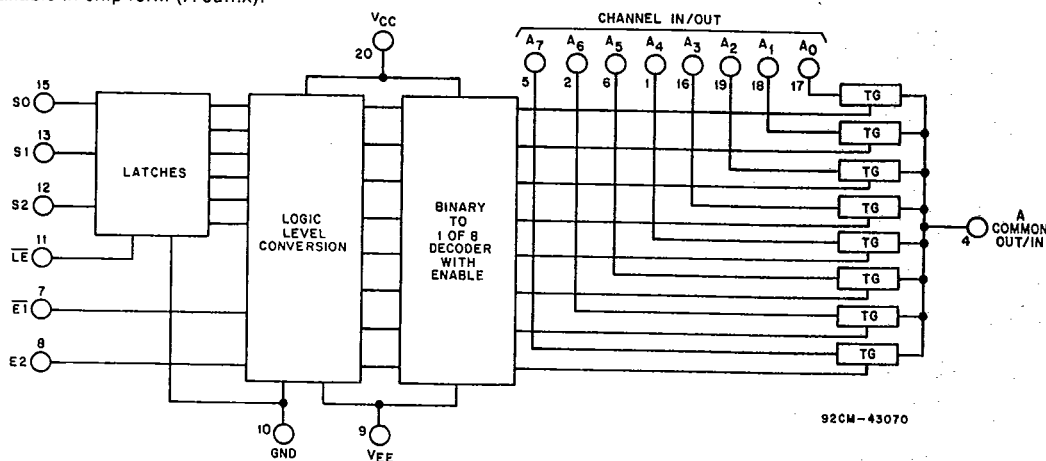 VCC
20
CHANNEL IN/OUT
A7 A6 A5 A4 A3 A2 A1 A0
5 2 6 1 16 19 18 17
15
S0
13
S1
12
S2
11
LE
7
E1
8
E2
LATCHES
LOGIC
LEVEL
CONVERSION
BINARY
TO
1 OF 8
DECODER
WITH
ENABLE
TG
TG
TG
TG
TG
TG
TG
TG
A
COMMON
OUT/IN
4
10
GND
9
VEE
92CM-43070